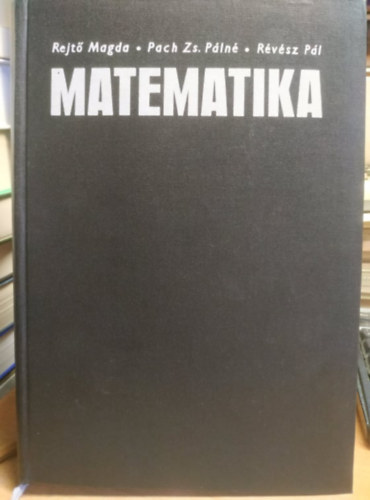 Rejtő Magda • Pach Zs. Pálné • Révész Pál
MATEMATIKA